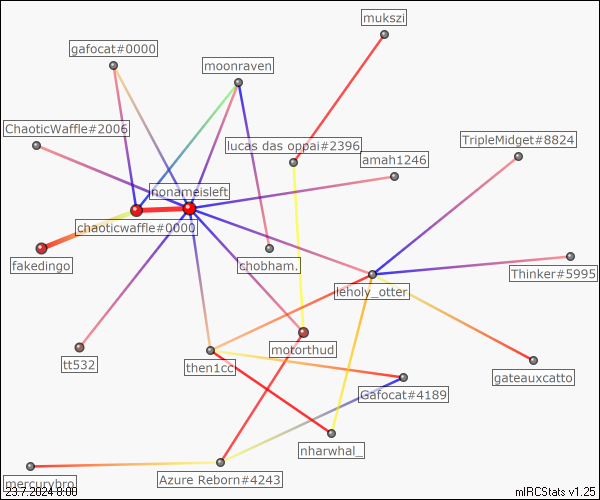 mukszi
gafocat#0000
moonraven
ChaoticWaffle#2006
lucas das oppai#2396
TripleMidget#8824
amah1246
nonameisleft
chaoticwaffle#0000
fakedingo
chobham.
Thinker#5995
leholy_otter
motorthud
tt532
then1cc
gateauxcatto
Gafocat#4189
nharwhal_
Azure Reborn#4243
mercurybro
23.7.2024 0:00
mIRCStats v1.25